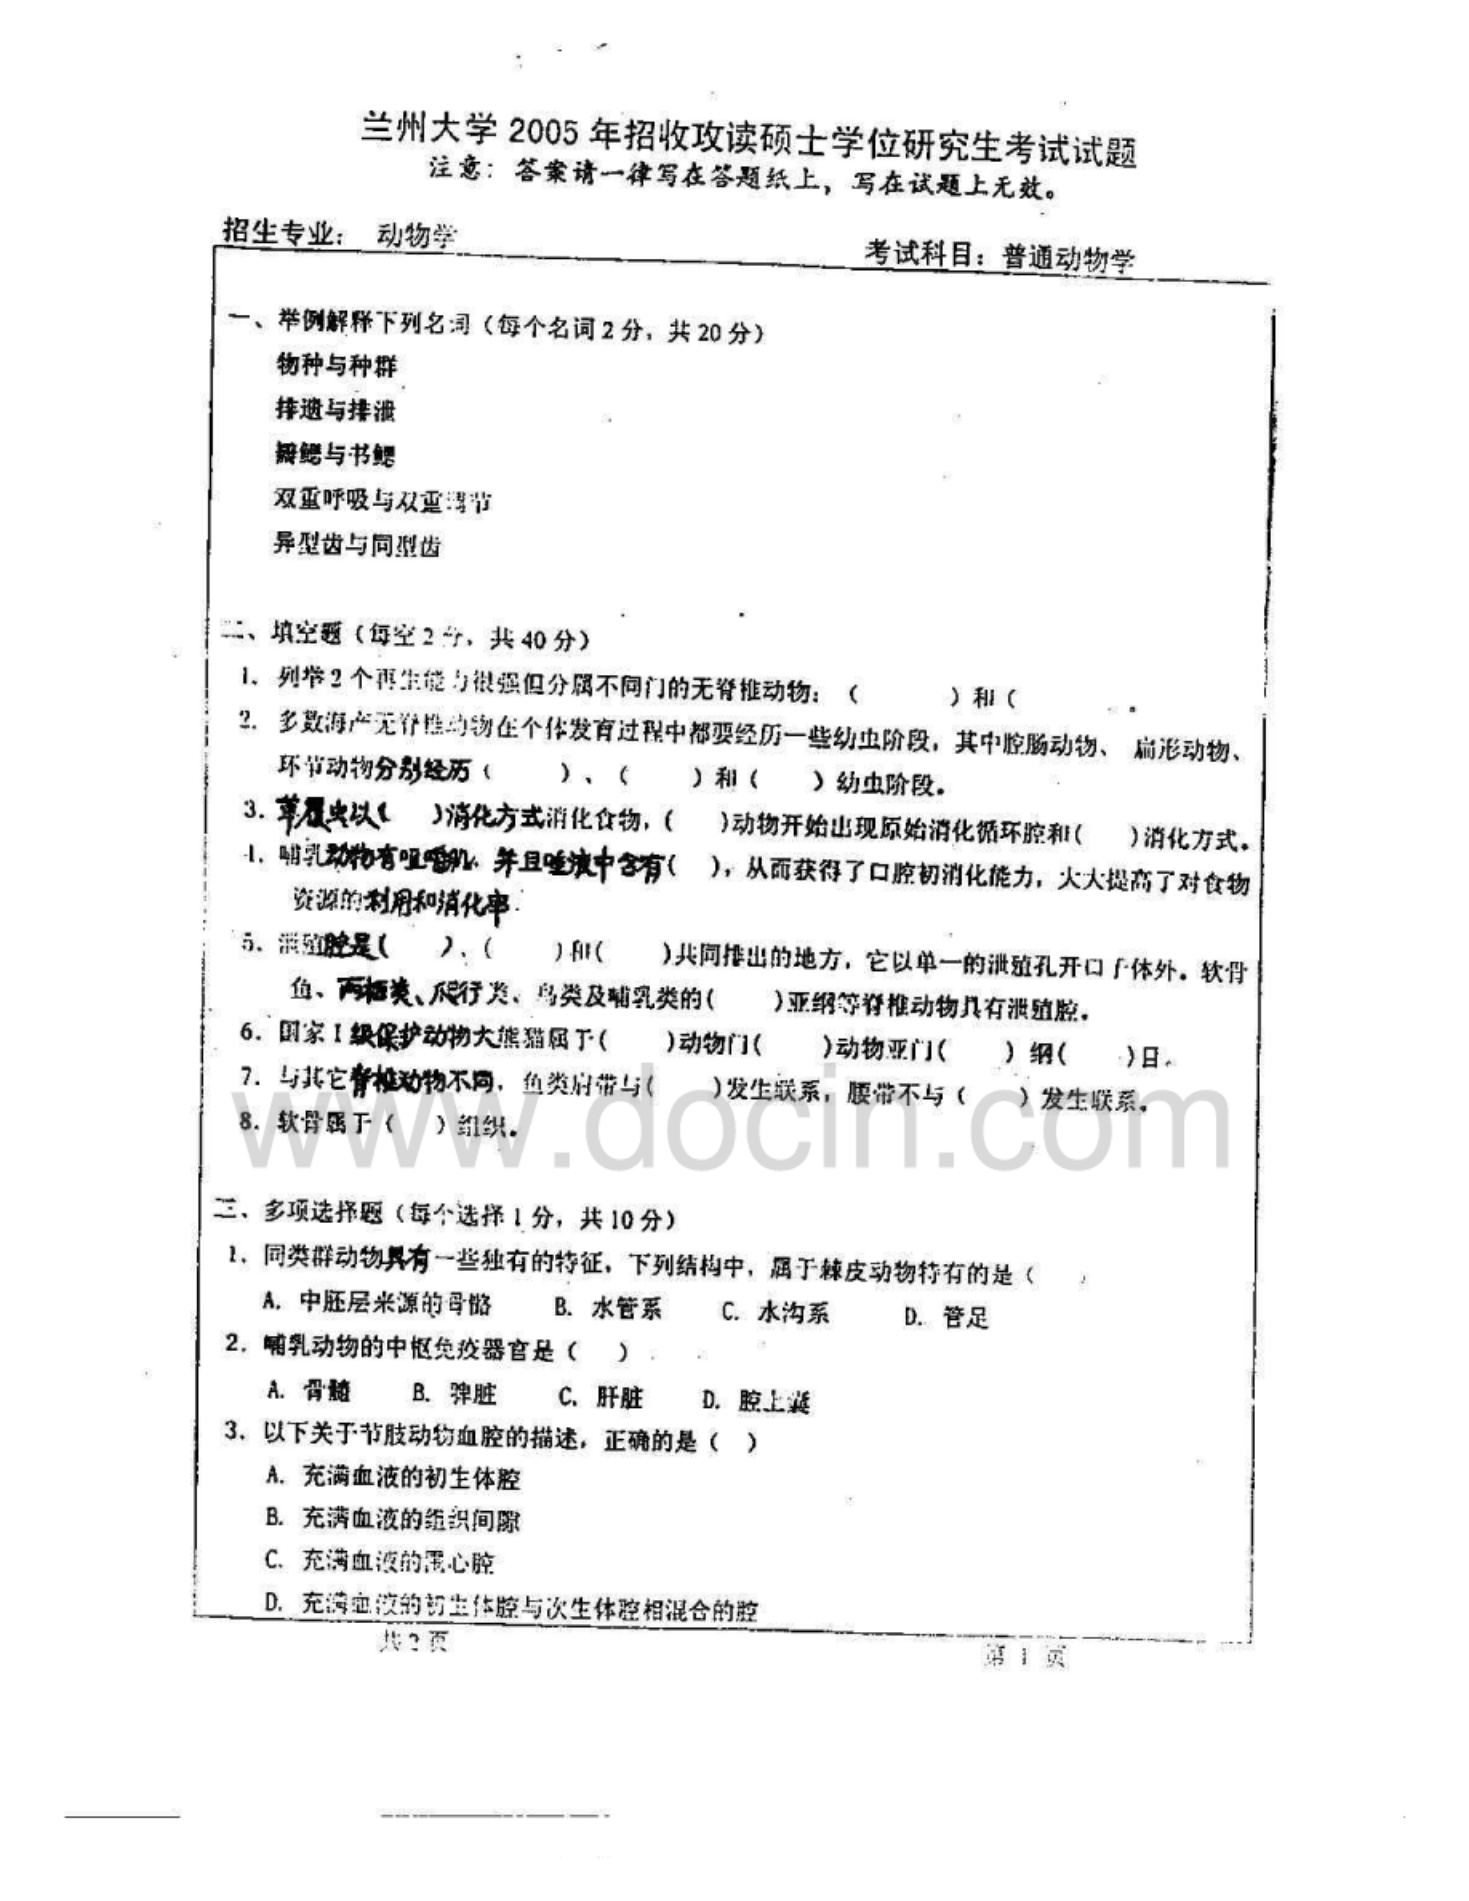 兰州大学 2005 年招收攻读硕士学位研究生考试试题
注意：答案请一律写在答题纸上，写在试题上无效。
招生专业： 动物学 考试科目：普通动物学
一、举例解释下列名词（每个名词 2 分，共 20 分）
物种与种群
排遗与排泄
瓣鳃与书鳃
双重呼吸与双重调节
异型齿与同型齿
二、填空题（每空 2 分，共 40 分）
1. 列举 2 个再生能力很强但分属不同门的无脊椎动物：（ ）和（ 。
2. 多数海产无脊椎动物在个体发育过程中都要经历一些幼虫阶段，其中腔肠动物、 扁形动物、
环节动物分别经历（ ）、（ ）和（ ）幼虫阶段。
3. 草履虫以( )消化方式消化食物，( )动物开始出现原始消化循环腔和( )消化方式。
4. 哺乳动物有咀嚼肌、并且唾液中含有( )，从而获得了口腔初消化能力，大大提高了对食物
资源的利用和消化率.
5. 泄殖腔是( )、( )和( )共同排出的地方，它以单一的泄殖孔开口于体外。软骨
鱼、两栖类、爬行类、鸟类及哺乳类的( )亚纲等脊椎动物具有泄殖腔。
6. 国家 I 级保护动物大熊猫属于( )动物门( )动物亚门( ) 纲( )目。
7. 与其它脊椎动物不同，鱼类肩带与( )发生联系，腰带不与（ ）发生联系。
8. 软骨属于（ ）组织。
www.docin.com
三、多项选择题（每个选择 1 分，共 10 分）
1. 同类群动物具有一些独有的特征，下列结构中，属于棘皮动物特有的是（ ）
A. 中胚层来源的骨骼 B. 水管系 C. 水沟系 D. 管足
2. 哺乳动物的中枢免疫器官是（ ）
A. 骨髓 B. 脾脏 C. 肝脏 D. 腔上囊
3. 以下关于节肢动物血腔的描述，正确的是（ ）
A. 充满血液的初生体腔
B. 充满血液的组织间隙
C. 充满血液的围心腔
D. 充满血液的初生体腔与次生体腔相混合的腔
共 2 页 第 1 页